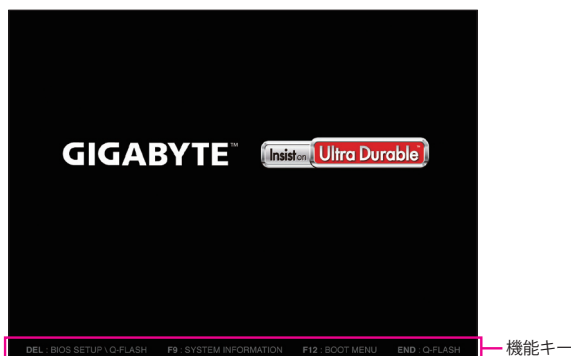 GIGABYTE™ Insist on Ultra Durable™
DEL : BIOS SETUP \ Q-FLASH F9 : SYSTEM INFORMATION F12 : BOOT MENU END : Q-FLASH
機能キー